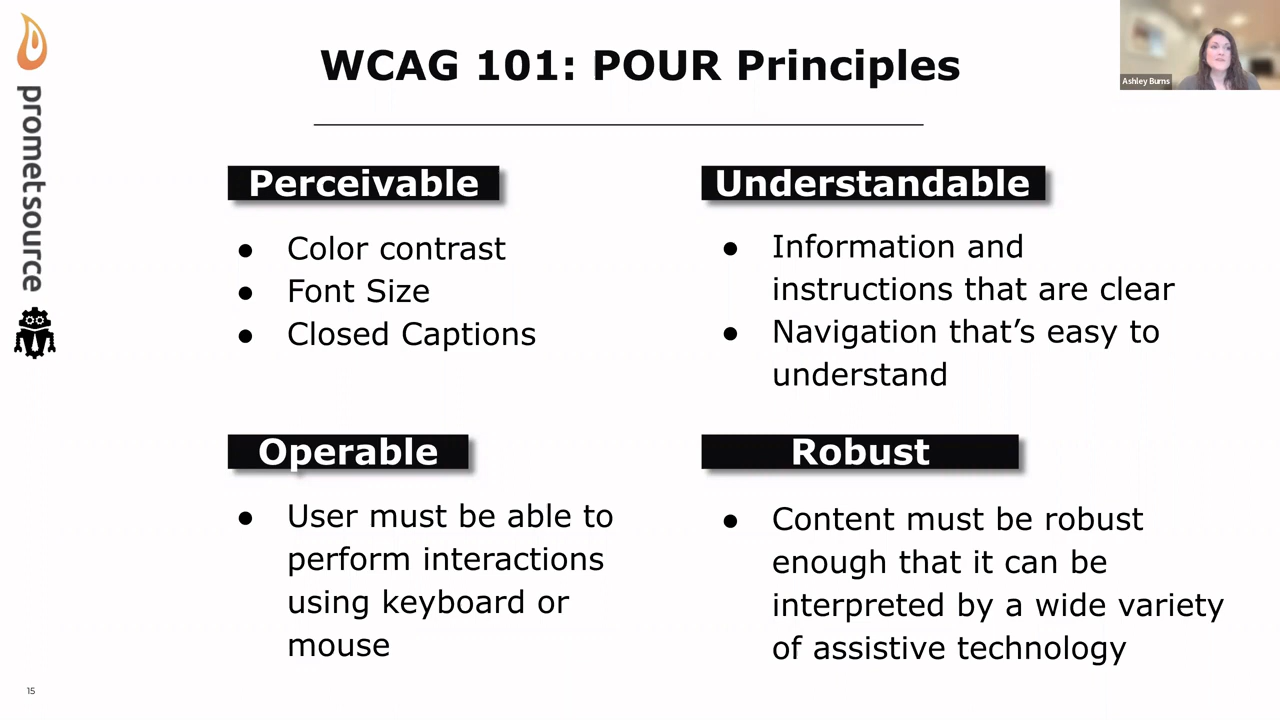 WCAG 101: POUR Principles
Ashley Burns
prometsource
Perceivable
● Color contrast
● Font Size
● Closed Captions
Understandable
● Information and
instructions that are clear
● Navigation that’s easy to
understand
Operable
● User must be able to
perform interactions
using keyboard or
mouse
Robust
● Content must be robust
enough that it can be
interpreted by a wide variety
of assistive technology
15